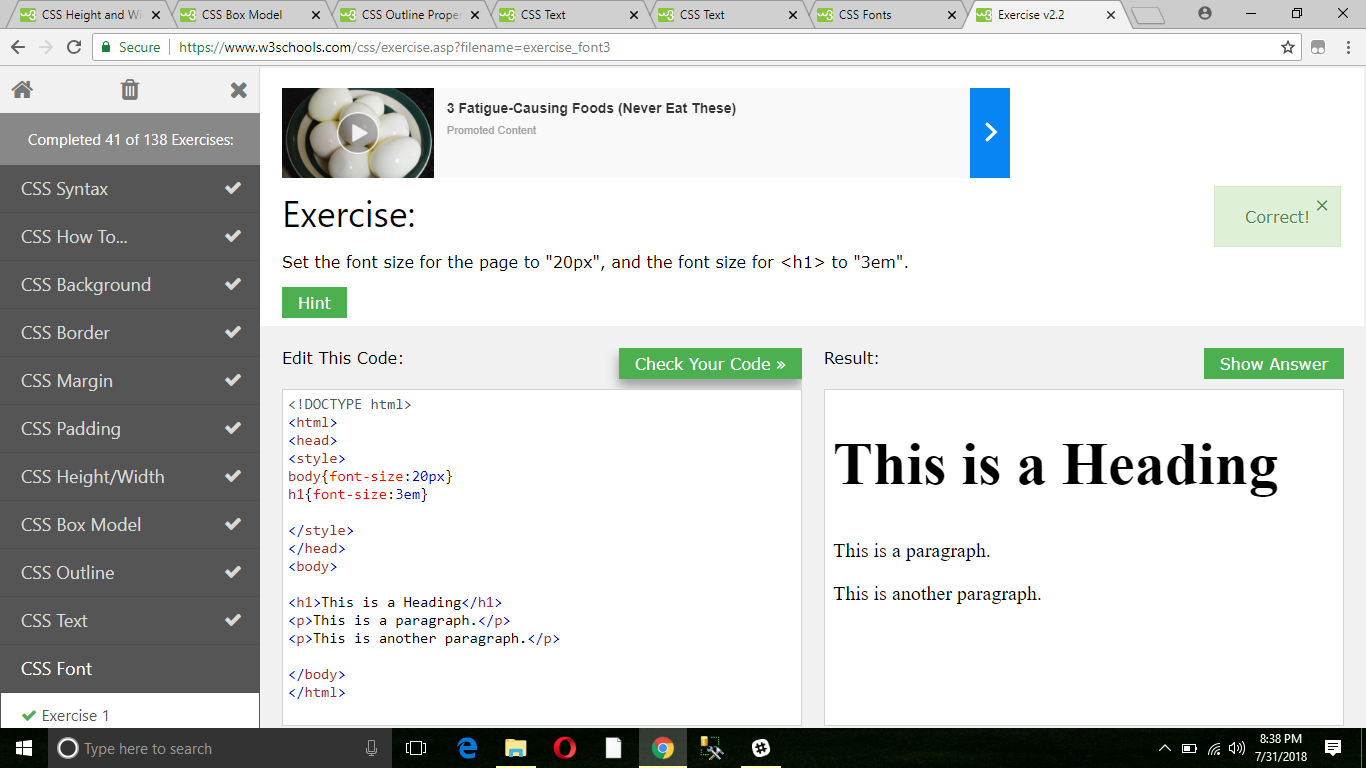 CSS Height and Wi
CSS Box Model
CSS Outline Prope
CSS Text
CSS Text
CSS Fonts
Exercise v2.2
Secure
https://www.w3schools.com/css/exercise.asp?filename=exercise_font3
Completed 41 of 138 Exercises:
CSS Syntax
CSS How To...
CSS Background
CSS Border
CSS Margin
CSS Padding
CSS Height/Width
CSS Box Model
CSS Outline
CSS Text
CSS Font
Exercise 1
3 Fatigue-Causing Foods (Never Eat These)
Promoted Content
Exercise:
Correct!
Set the font size for the page to "20px", and the font size for <h1> to "3em".
Hint
Edit This Code:
Check Your Code »
<!DOCTYPE html>
<html>
<head>
<style>
body{font-size:20px}
h1{font-size:3em}
</style>
</head>
<body>
<h1>This is a Heading</h1>
<p>This is a paragraph.</p>
<p>This is another paragraph.</p>
</body>
</html>
Result:
Show Answer
This is a Heading
This is a paragraph.
This is another paragraph.
Type here to search
8:38 PM
7/31/2018